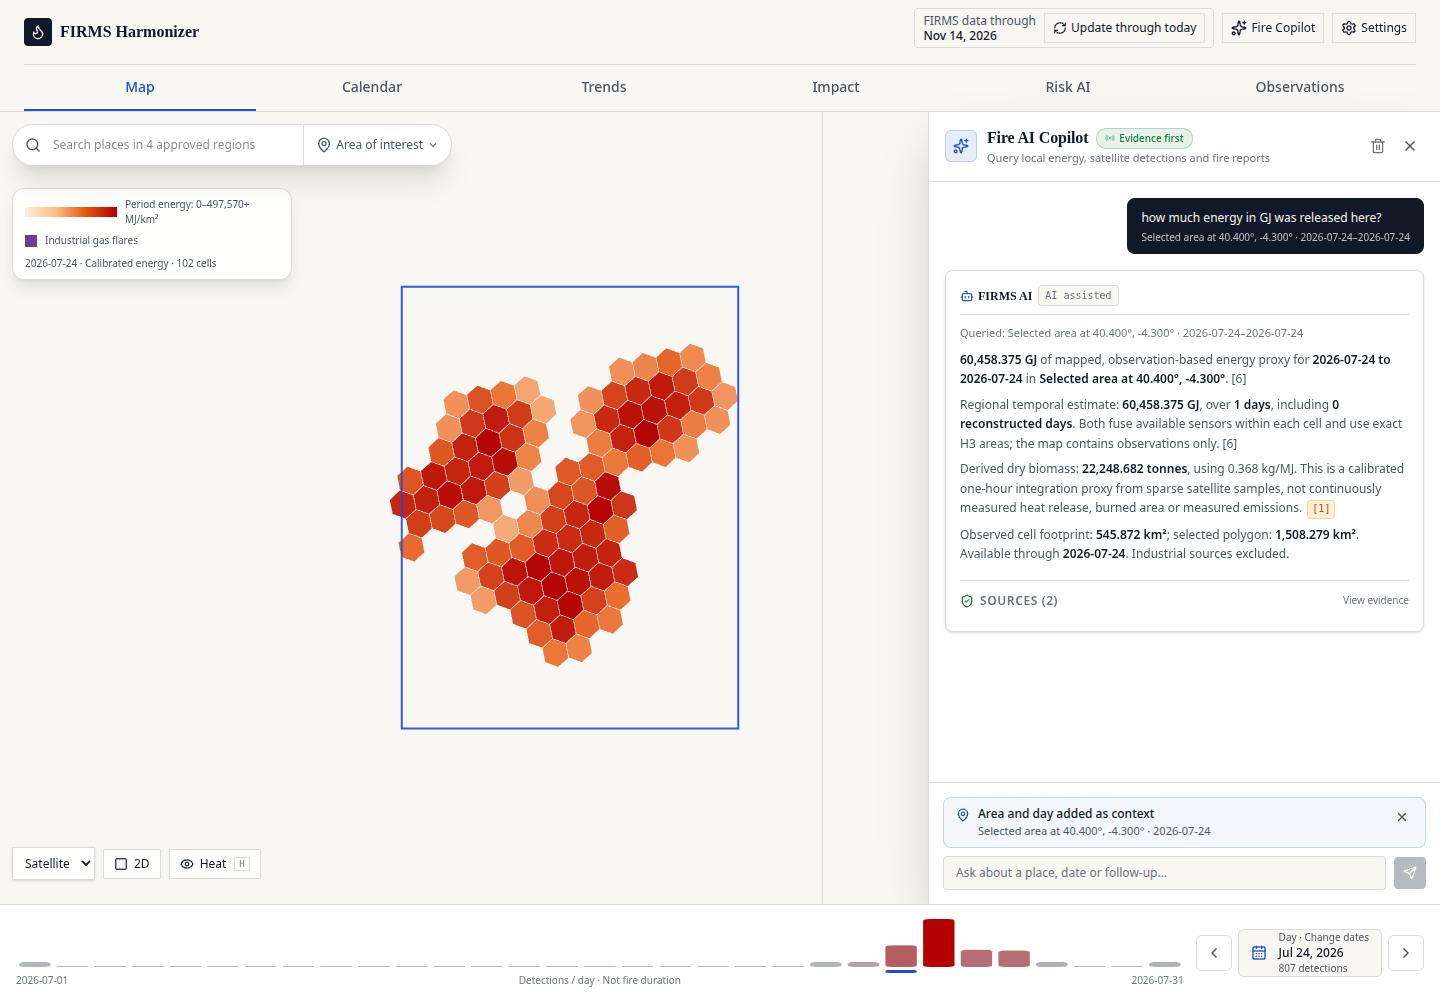 FIRMS Harmonizer
FIRMS data through
Nov 14, 2026
Update through today
Fire Copilot
Settings
Map
Calendar
Trends
Impact
Risk AI
Observations
Search places in 4 approved regions
Area of interest
Period energy: 0–497,570+
MJ/km²
Industrial gas flares
2026-07-24 · Calibrated energy · 102 cells
Fire AI Copilot
Evidence first
Query local energy, satellite detections and fire reports
how much energy in GJ was released here?
Selected area at 40.400°, -4.300° · 2026-07-24–2026-07-24
FIRMS AI
AI assisted
Queried: Selected area at 40.400°, -4.300° · 2026-07-24–2026-07-24
60,458.375 GJ of mapped, observation-based energy proxy for 2026-07-24 to
2026-07-24 in Selected area at 40.400°, -4.300°. [6]
Regional temporal estimate: 60,458.375 GJ, over 1 days, including 0
reconstructed days. Both fuse available sensors within each cell and use exact
H3 areas; the map contains observations only. [6]
Derived dry biomass: 22,248.682 tonnes, using 0.368 kg/MJ. This is a calibrated
one-hour integration proxy from sparse satellite samples, not continuously
measured heat release, burned area or measured emissions. [1]
Observed cell footprint: 545.872 km²; selected polygon: 1,508.279 km².
Available through 2026-07-24. Industrial sources excluded.
SOURCES (2)
View evidence
Area and day added as context
Selected area at 40.400°, -4.300° · 2026-07-24
Ask about a place, date or follow-up...
Satellite
2D
Heat
H
2026-07-01
Detections / day · Not fire duration
2026-07-31
Day · Change dates
Jul 24, 2026
807 detections